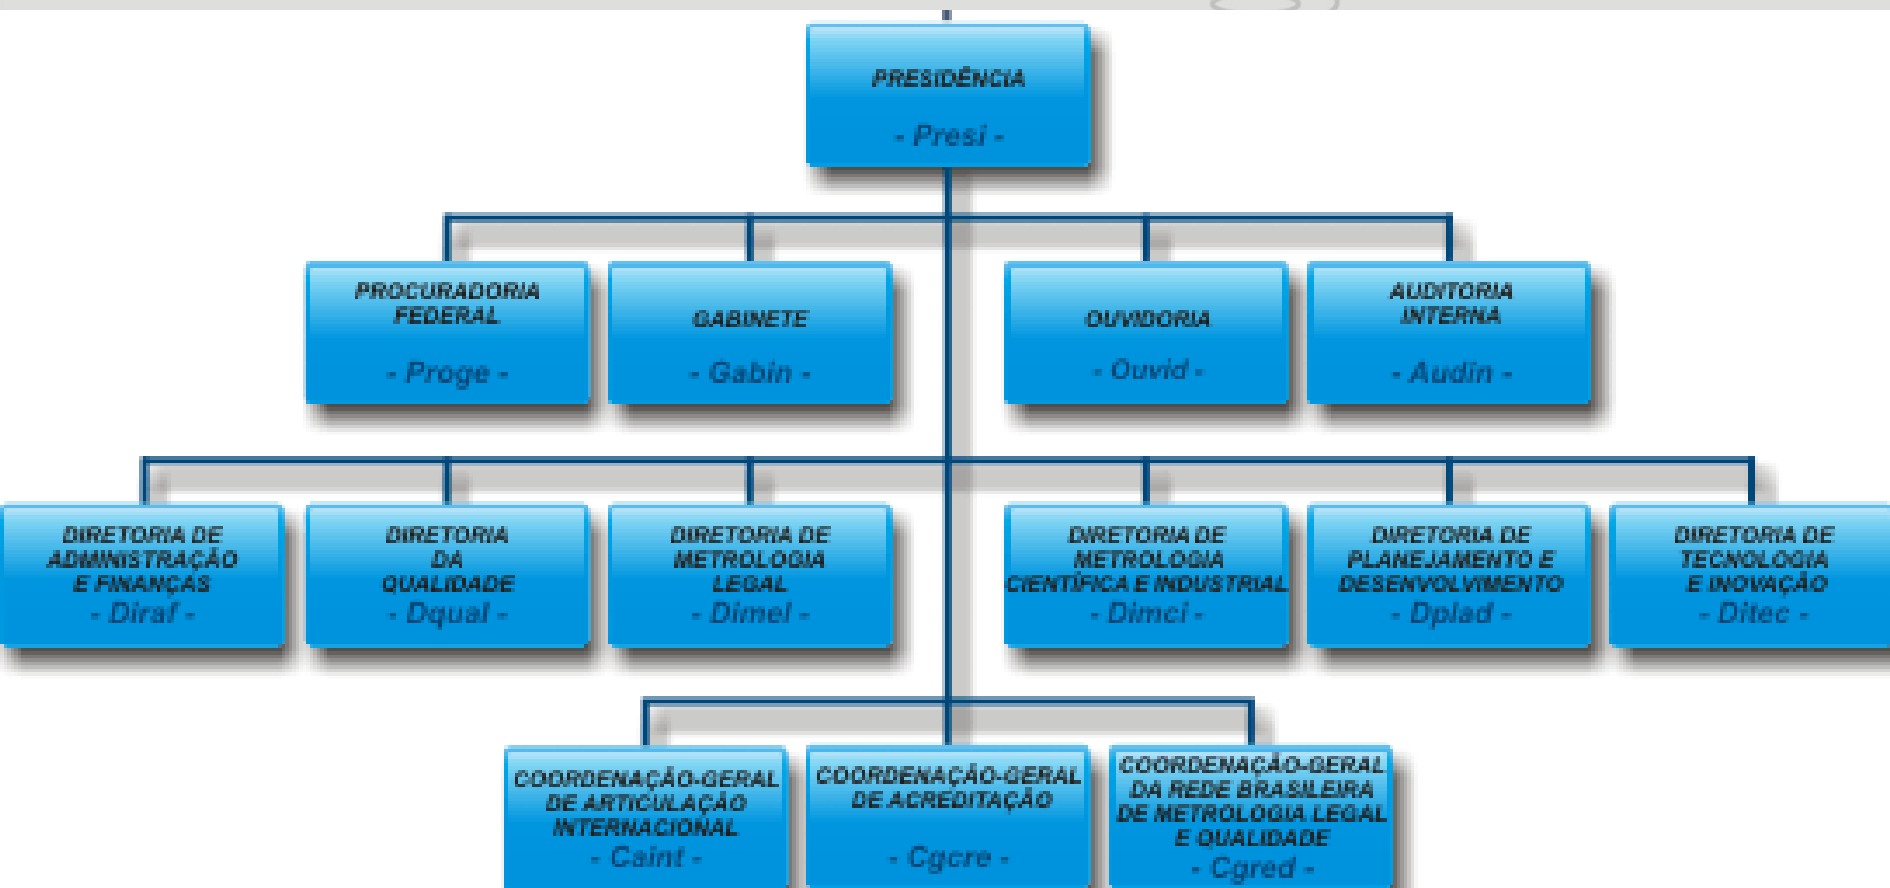 PRESIDÊNCIA
- Presi -
PROCURADORIA
FEDERAL
- Proge -
GABINETE
- Gabin -
OUVIDORIA
- Ouvid -
AUDITORIA
INTERNA
- Audin -
DIRETORIA DE
ADMINISTRAÇÃO
E FINANÇAS
- Diraf -
DIRETORIA
DA
QUALIDADE
- Dqual -
DIRETORIA DE
METROLOGIA
LEGAL
- Dimel -
DIRETORIA DE
METROLOGIA
CIENTÍFICA E INDUSTRIAL
- Dimci -
DIRETORIA DE
PLANEJAMENTO E
DESENVOLVIMENTO
- Dplad -
DIRETORIA DE
TECNOLOGIA
E INOVAÇÃO
- Ditec -
COORDENAÇÃO-GERAL
DE ARTICULAÇÃO
INTERNACIONAL
- Caint -
COORDENAÇÃO-GERAL
DE ACREDITAÇÃO
- Cgcre -
COORDENAÇÃO-GERAL
DA REDE BRASILEIRA
DE METROLOGIA LEGAL
E QUALIDADE
- Cgred -